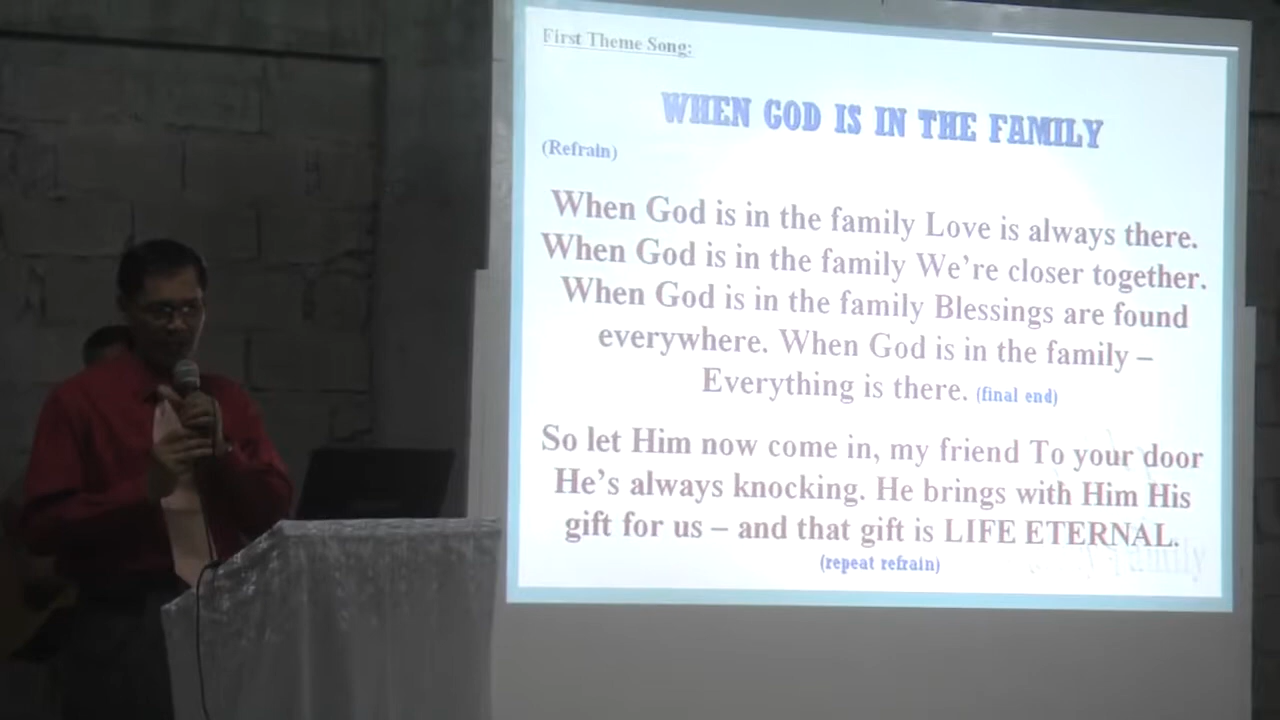 First Theme Song:
WHEN GOD IS IN THE FAMILY
(Refrain)
When God is in the family Love is always there.
When God is in the family We're closer together.
When God is in the family Blessings are found
everywhere. When God is in the family –
Everything is there. (final end)
So let Him now come in, my friend To your door
He's always knocking. He brings with Him His
gift for us – and that gift is LIFE ETERNAL.
(repeat refrain)
family